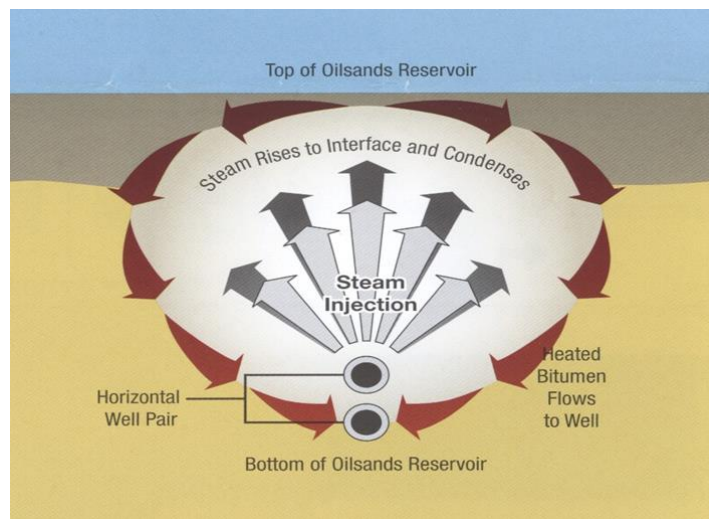 Top of Oilsands Reservoir
Steam Rises to Interface and Condenses
Steam
Injection
Heated
Bitumen
Flows
to Well
Horizontal
Well Pair
Bottom of Oilsands Reservoir